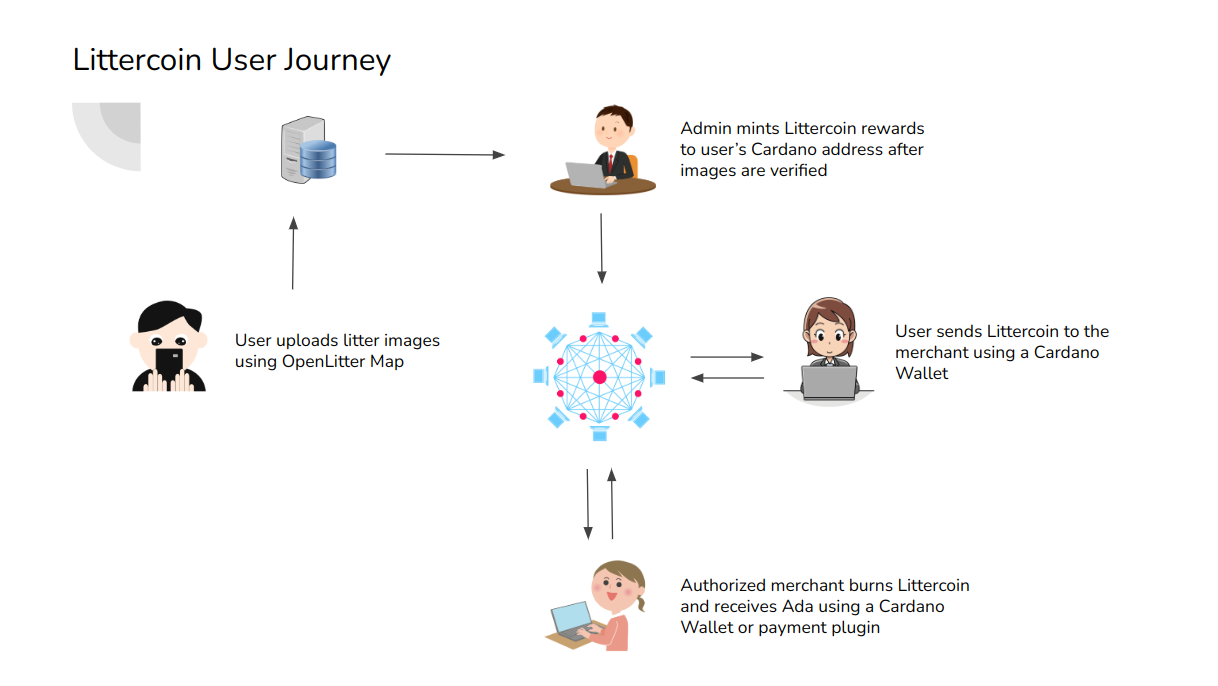 Littercoin User Journey
Admin mints Littercoin rewards
to user’s Cardano address after
images are verified
User uploads litter images
using OpenLitter Map
User sends Littercoin to the
merchant using a Cardano
Wallet
Authorized merchant burns Littercoin
and receives Ada using a Cardano
Wallet or payment plugin